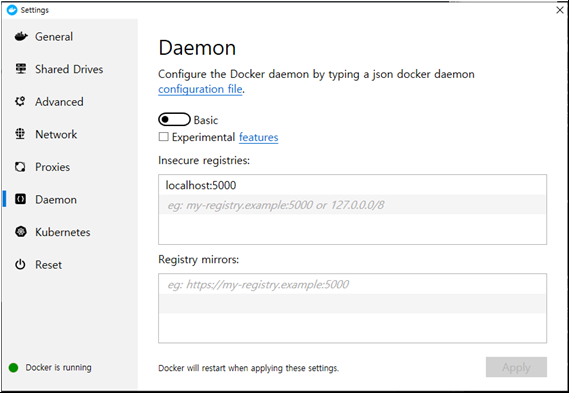 Settings
General
Shared Drives
Advanced
Network
Proxies
Daemon
Kubernetes
Reset
Docker is running
Daemon
Configure the Docker daemon by typing a json docker daemon
configuration file.
Basic
Experimental features
Insecure registries:
localhost:5000
eg: my-registry.example:5000 or 127.0.0.0/8
Registry mirrors:
eg: https://my-registry.example:5000
Docker will restart when applying these settings.
Apply